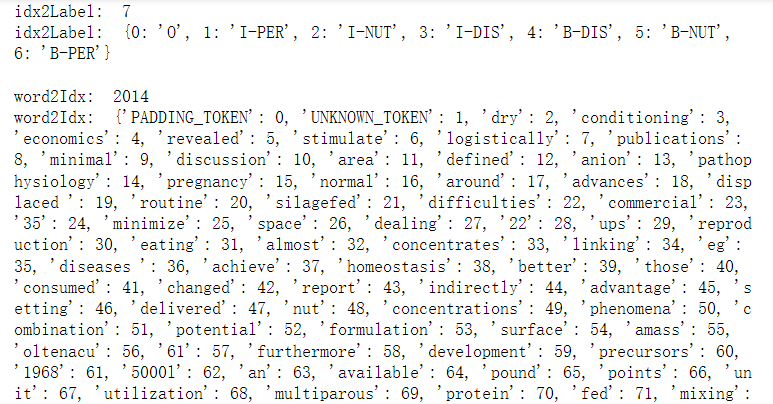 idx2Label:  7
idx2Label:  {0: 'O', 1: 'I-PER', 2: 'I-NUT', 3: 'I-DIS', 4: 'B-DIS', 5: 'B-NUT',
6: 'B-PER'}
word2Idx:  2014
word2Idx:  {'PADDING_TOKEN': 0, 'UNKNOWN_TOKEN': 1, 'dry': 2, 'conditioning': 3,
'economics': 4, 'revealed': 5, 'stimulate': 6, 'logistically': 7, 'publications':
8, 'minimal': 9, 'discussion': 10, 'area': 11, 'defined': 12, 'anion': 13, 'pathop
hysiology': 14, 'pregnancy': 15, 'normal': 16, 'around': 17, 'advances': 18, 'disp
laced ': 19, 'routine': 20, 'silagefed': 21, 'difficulties': 22, 'commercial': 23,
'35': 24, 'minimize': 25, 'space': 26, 'dealing': 27, '22': 28, 'ups': 29, 'reprod
uction': 30, 'eating': 31, 'almost': 32, 'concentrates': 33, 'linking': 34, 'eg':
35, 'diseases ': 36, 'achieve': 37, 'homeostasis': 38, 'better': 39, 'those': 40,
'consumed': 41, 'changed': 42, 'report': 43, 'indirectly': 44, 'advantage': 45, 's
etting': 46, 'delivered': 47, 'nut': 48, 'concentrations': 49, 'phenomena': 50, 'c
ombination': 51, 'potential': 52, 'formulation': 53, 'surface': 54, 'amass': 55,
'oltenacu': 56, '61': 57, 'furthermore': 58, 'development': 59, 'precursors': 60,
'1968': 61, '50001': 62, 'an': 63, 'available': 64, 'pound': 65, 'points': 66, 'un
it': 67, 'utilization': 68, 'multiparous': 69, 'protein': 70, 'fed': 71, 'mixing':